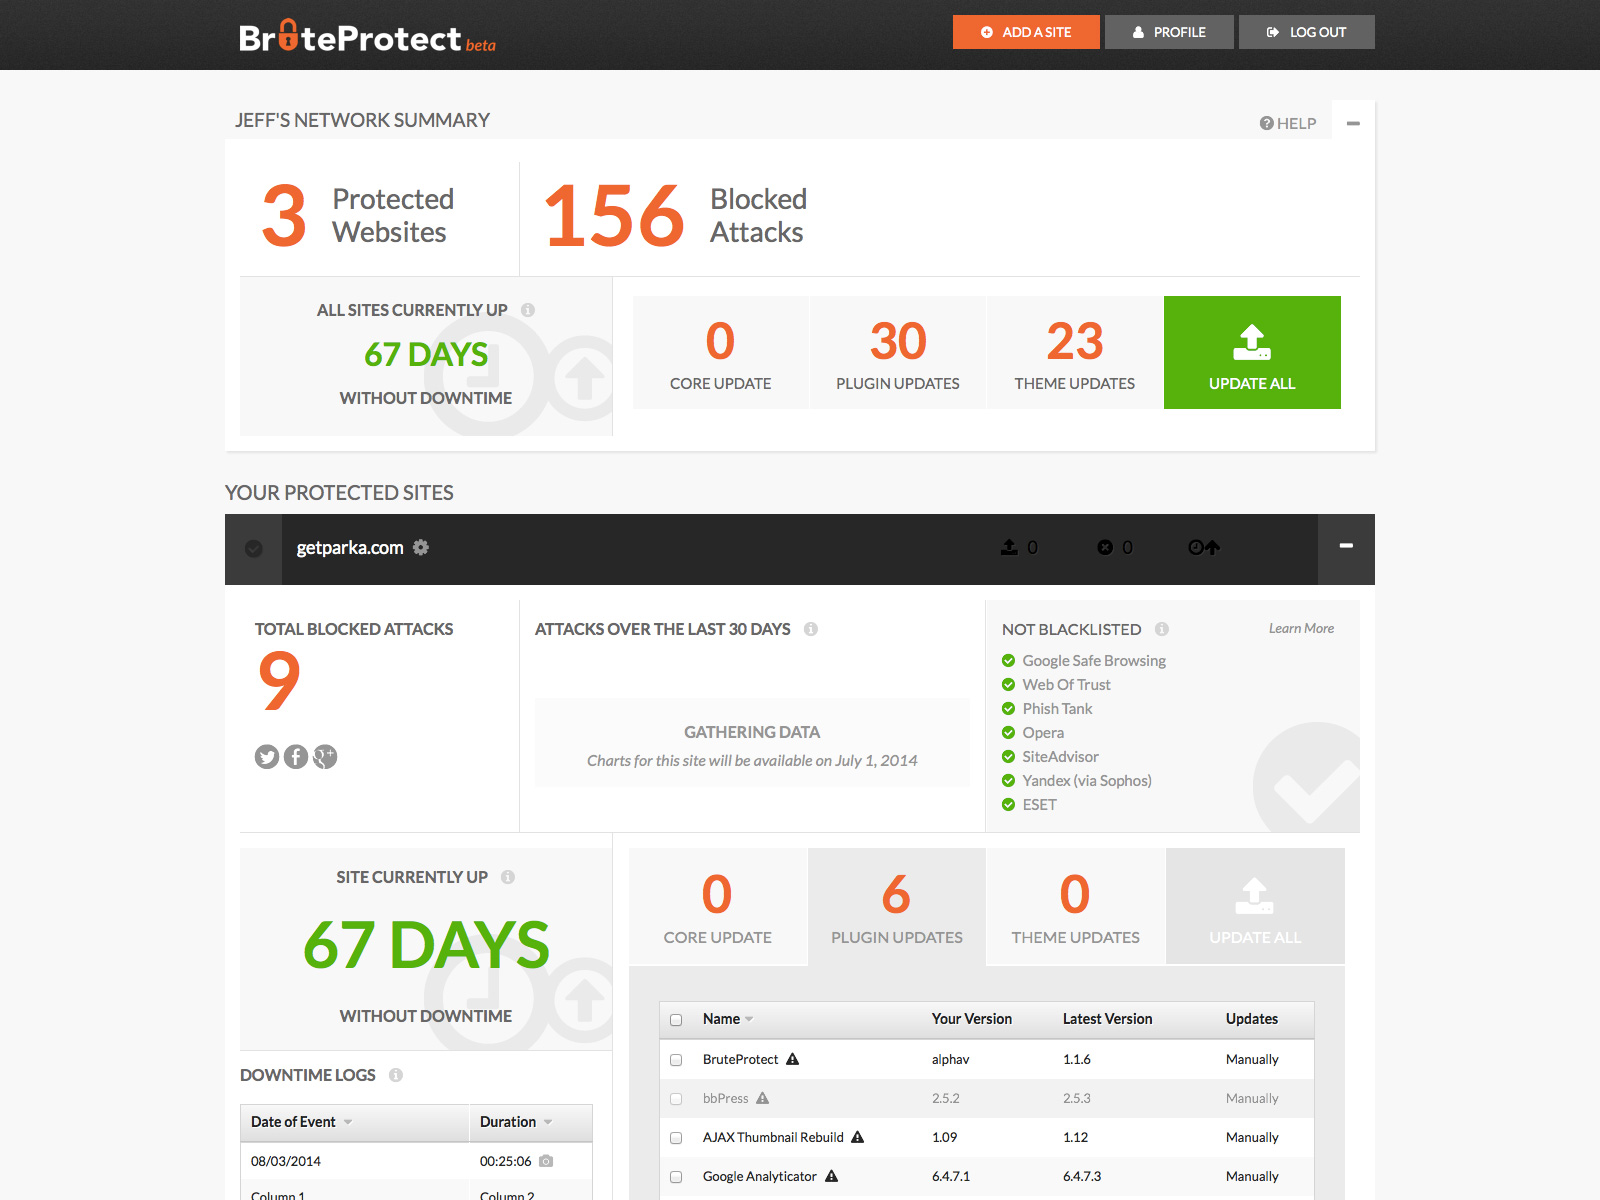 BruteProtect beta
ADD A SITE
PROFILE
LOG OUT
JEFF'S NETWORK SUMMARY
HELP
3 Protected Websites
156 Blocked Attacks
ALL SITES CURRENTLY UP
67 DAYS
WITHOUT DOWNTIME
0 CORE UPDATE
30 PLUGIN UPDATES
23 THEME UPDATES
UPDATE ALL
YOUR PROTECTED SITES
getparka.com 0 0
TOTAL BLOCKED ATTACKS
9
ATTACKS OVER THE LAST 30 DAYS
GATHERING DATA
Charts for this site will be available on July 1, 2014
NOT BLACKLISTED Learn More
Google Safe Browsing
Web Of Trust
Phish Tank
Opera
SiteAdvisor
Yandex (via Sophos)
ESET
SITE CURRENTLY UP
67 DAYS
WITHOUT DOWNTIME
DOWNTIME LOGS
Date of Event Duration
08/03/2014 00:25:06
Column 1 Column 2
0 CORE UPDATE
6 PLUGIN UPDATES
0 THEME UPDATES
UPDATE ALL
Name Your Version Latest Version Updates
BruteProtect alphav 1.1.6 Manually
bbPress 2.5.2 2.5.3 Manually
AJAX Thumbnail Rebuild 1.09 1.12 Manually
Google Analyticator 6.4.7.1 6.4.7.3 Manually